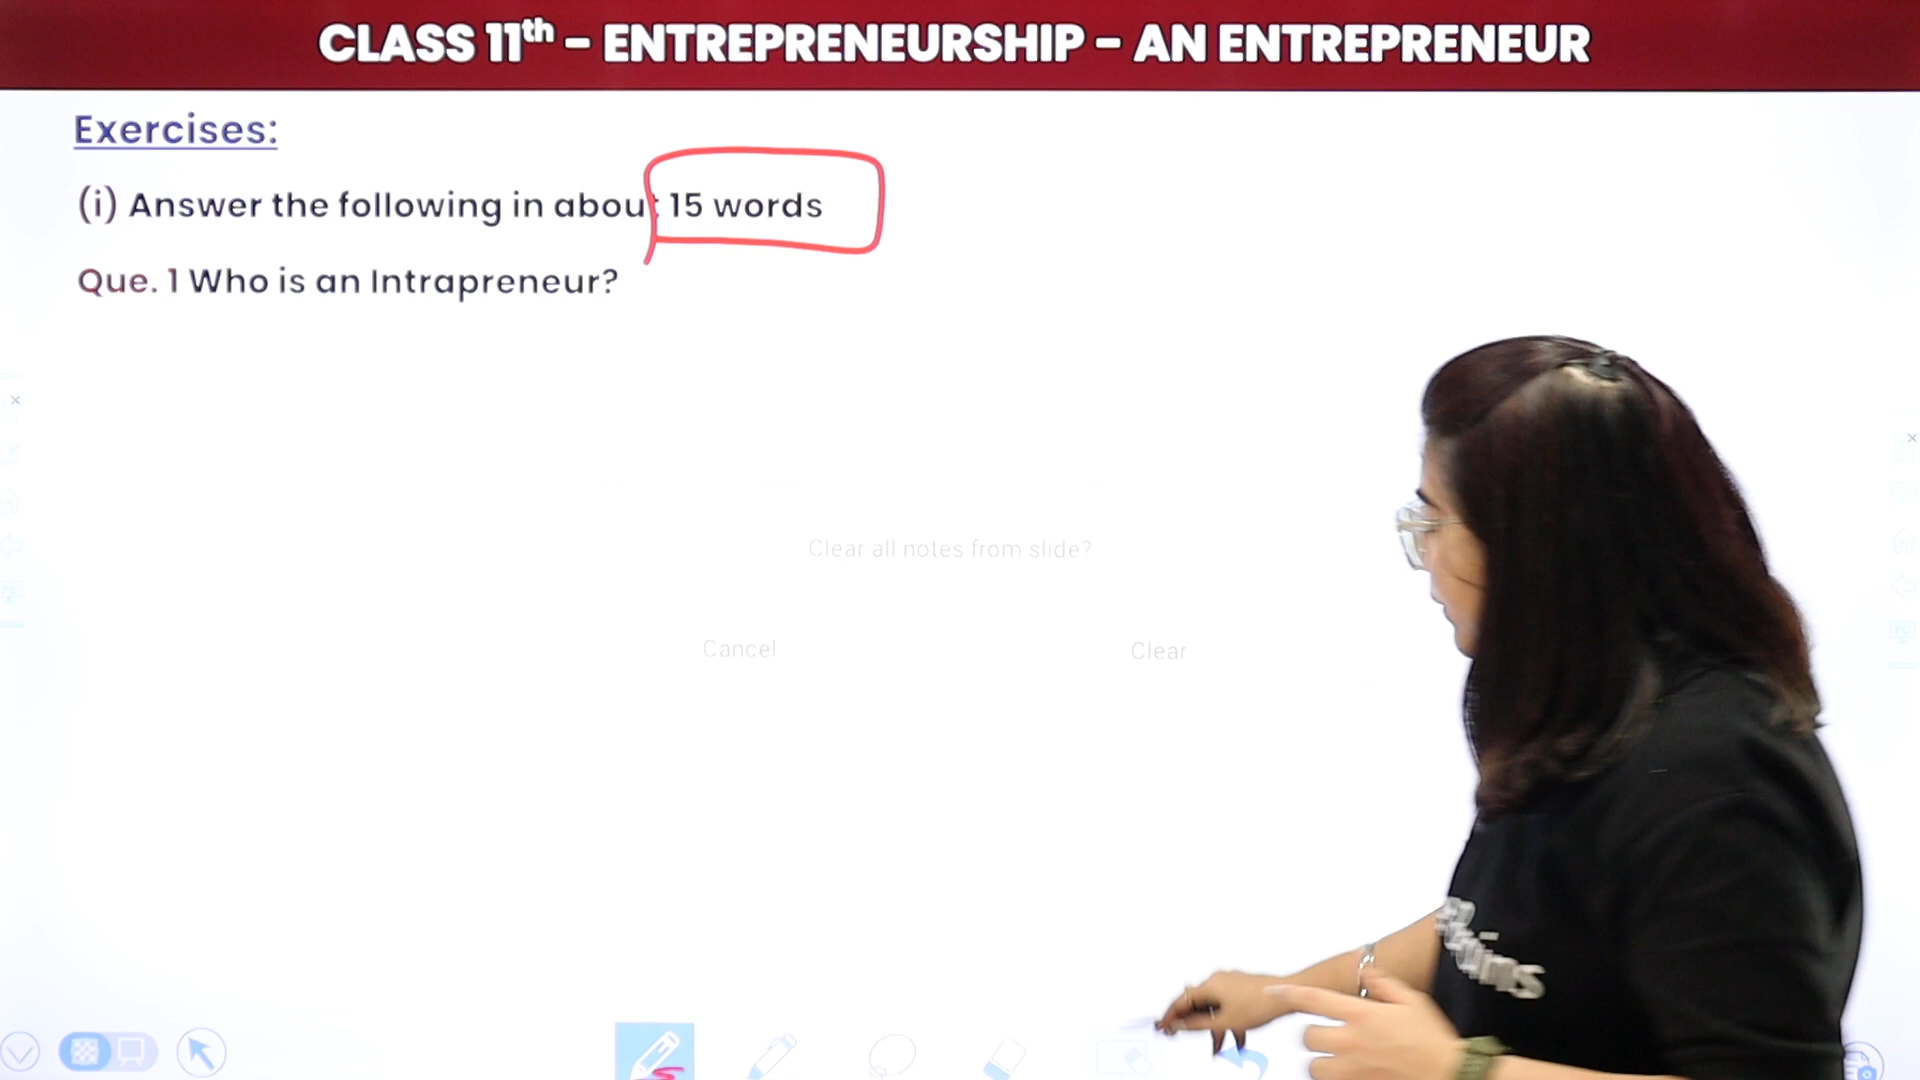 CLASS 11th – ENTREPRENEURSHIP – AN ENTREPRENEUR
Exercises:
(i) Answer the following in about 15 words
Que. 1 Who is an Intrapreneur?
Clear all notes from slide?
Cancel
Clear